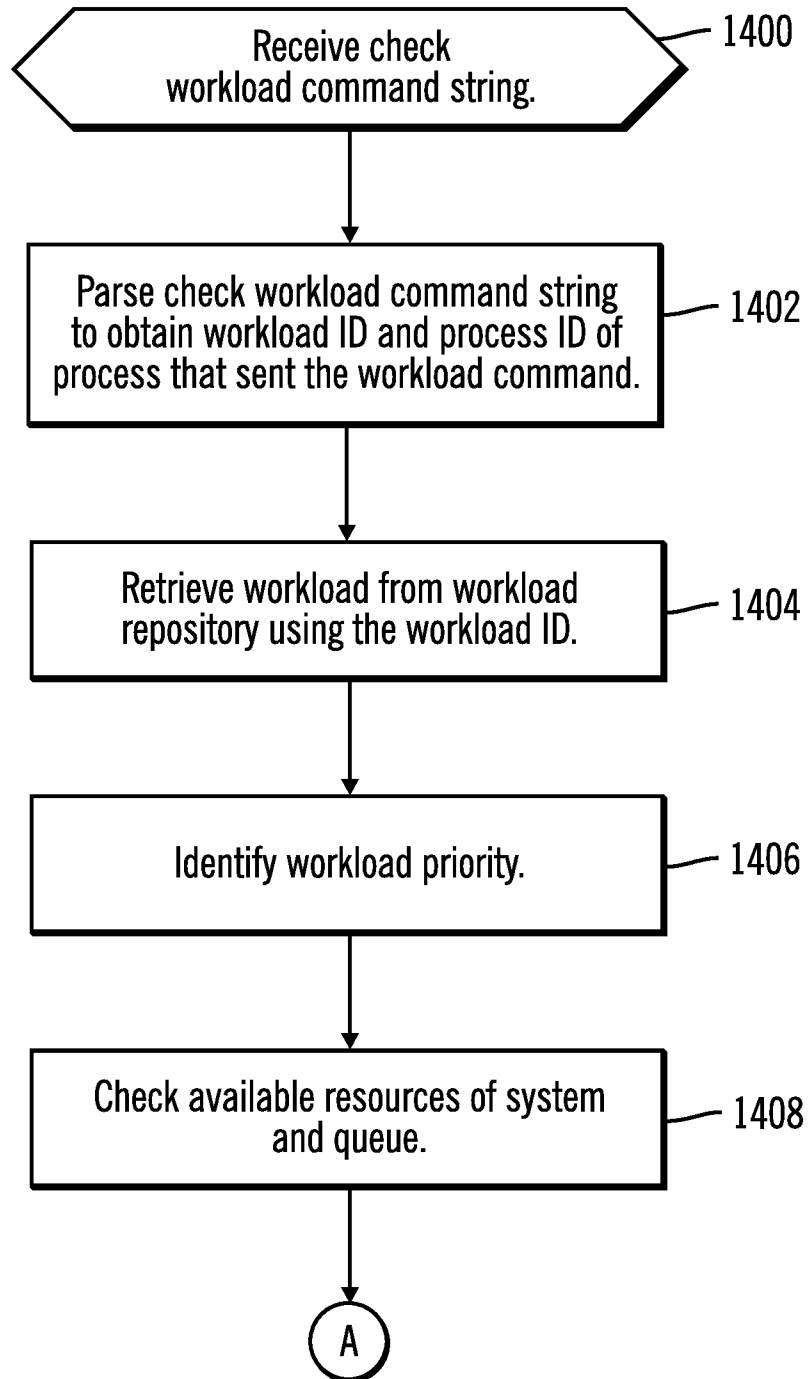 Receive check
workload command string.
1400
Parse check workload command string
to obtain workload ID and process ID of
process that sent the workload command.
1402
Retrieve workload from workload
repository using the workload ID.
1404
Identify workload priority.
1406
Check available resources of system
and queue.
1408
A